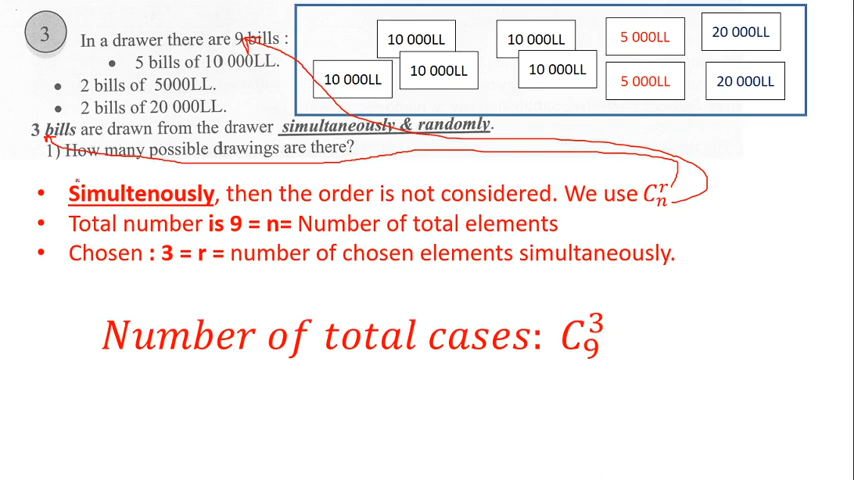 3
In a drawer there are 9 bills :
• 5 bills of 10 000LL.
• 2 bills of 5000LL.
• 2 bills of 20 000LL.
3 bills are drawn from the drawer simultaneously & randomly.
1) How many possible drawings are there?
10 000LL
10 000LL
5 000LL
20 000LL
10 000LL
10 000LL
10 000LL
5 000LL
20 000LL
• Simultenously, then the order is not considered. We use C_n^r
• Total number is 9 = n= Number of total elements
• Chosen : 3 = r = number of chosen elements simultaneously.
Number of total cases: C_9^3